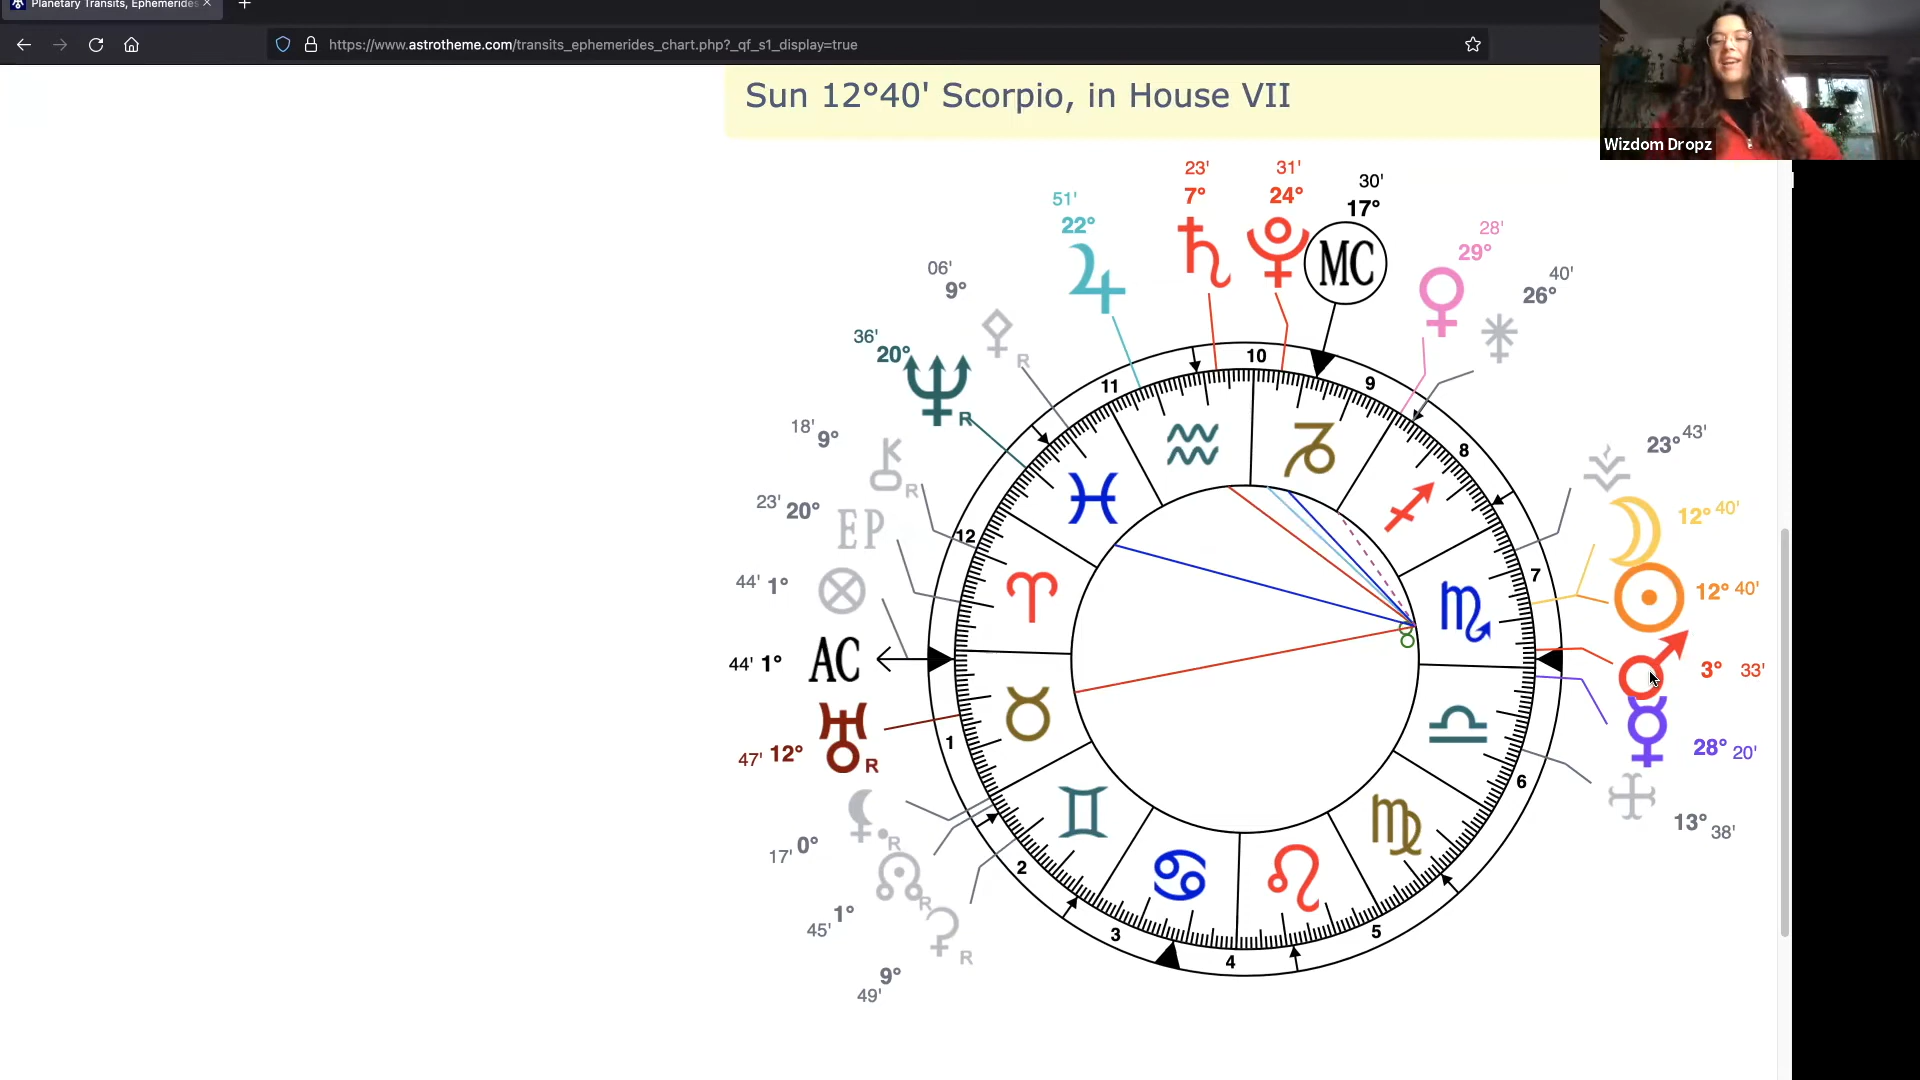 Planetary Transits, Ephemerides
https://www.astrotheme.com/transits_ephemerides_chart.php?_qf_s1_display=true
Sun 12°40' Scorpio, in House VII
Wizdom Dropz
23' 7°
31' 24°
30' 17°
MC
51' 22°
28' 29°
40' 26°
06' 9°
R
36' 20°
R
10
11
9
8
18' 9°
R
43' 23°
23' 20°
EP
12° 40'
12
7
44' 1°
12° 40'
AC
44' 1°
3° 33'
47' 12°
R
28° 20'
1
6
17' 0°
R
13° 38'
2
45' 1°
R
3
5
4
49' 9°
R